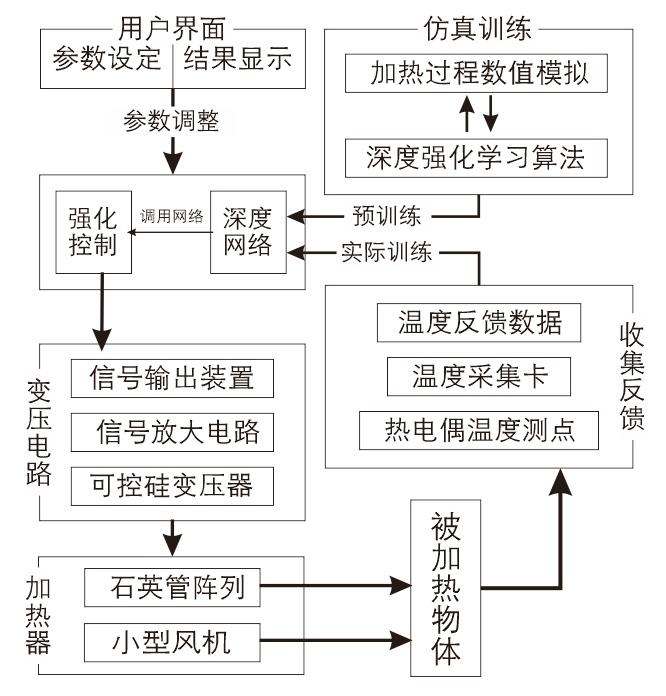 用户界面
参数设定 结果显示
参数调整
仿真训练
加热过程数值模拟
深度强化学习算法
强化
控制
调用网络
深度
网络
预训练
实际训练
收集反馈
温度反馈数据
温度采集卡
热电偶温度测点
变压电路
信号输出装置
信号放大电路
可控硅变压器
加热器
石英管阵列
小型风机
被加热物体